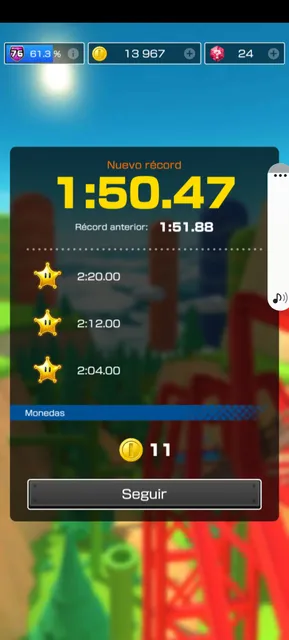 76 61.3 % i 13 967 + 24 +
Nuevo récord
1:50.47
Récord anterior: 1:51.88
2:20.00
2:12.00
2:04.00
Monedas
11
Seguir